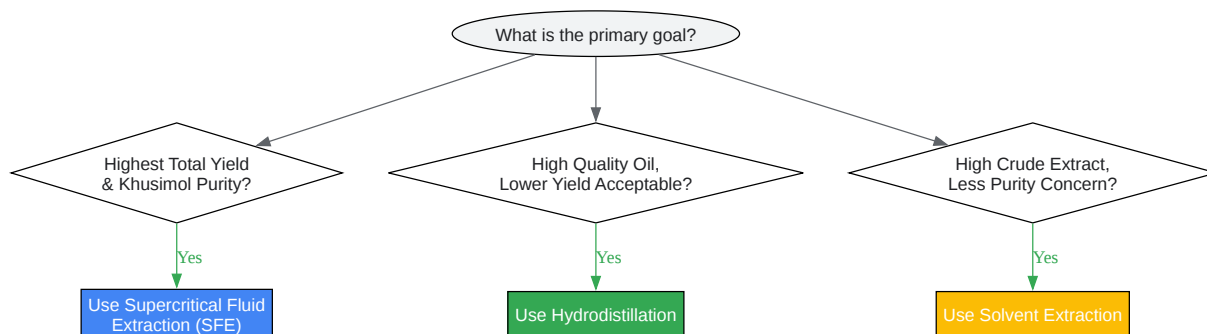 What is the primary goal?
Highest Total Yield
& Khusimol Purity?
High Quality Oil,
Lower Yield Acceptable?
High Crude Extract,
Less Purity Concern?
Yes
Yes
Yes
Use Supercritical Fluid
Extraction (SFE)
Use Hydrodistillation
Use Solvent Extraction